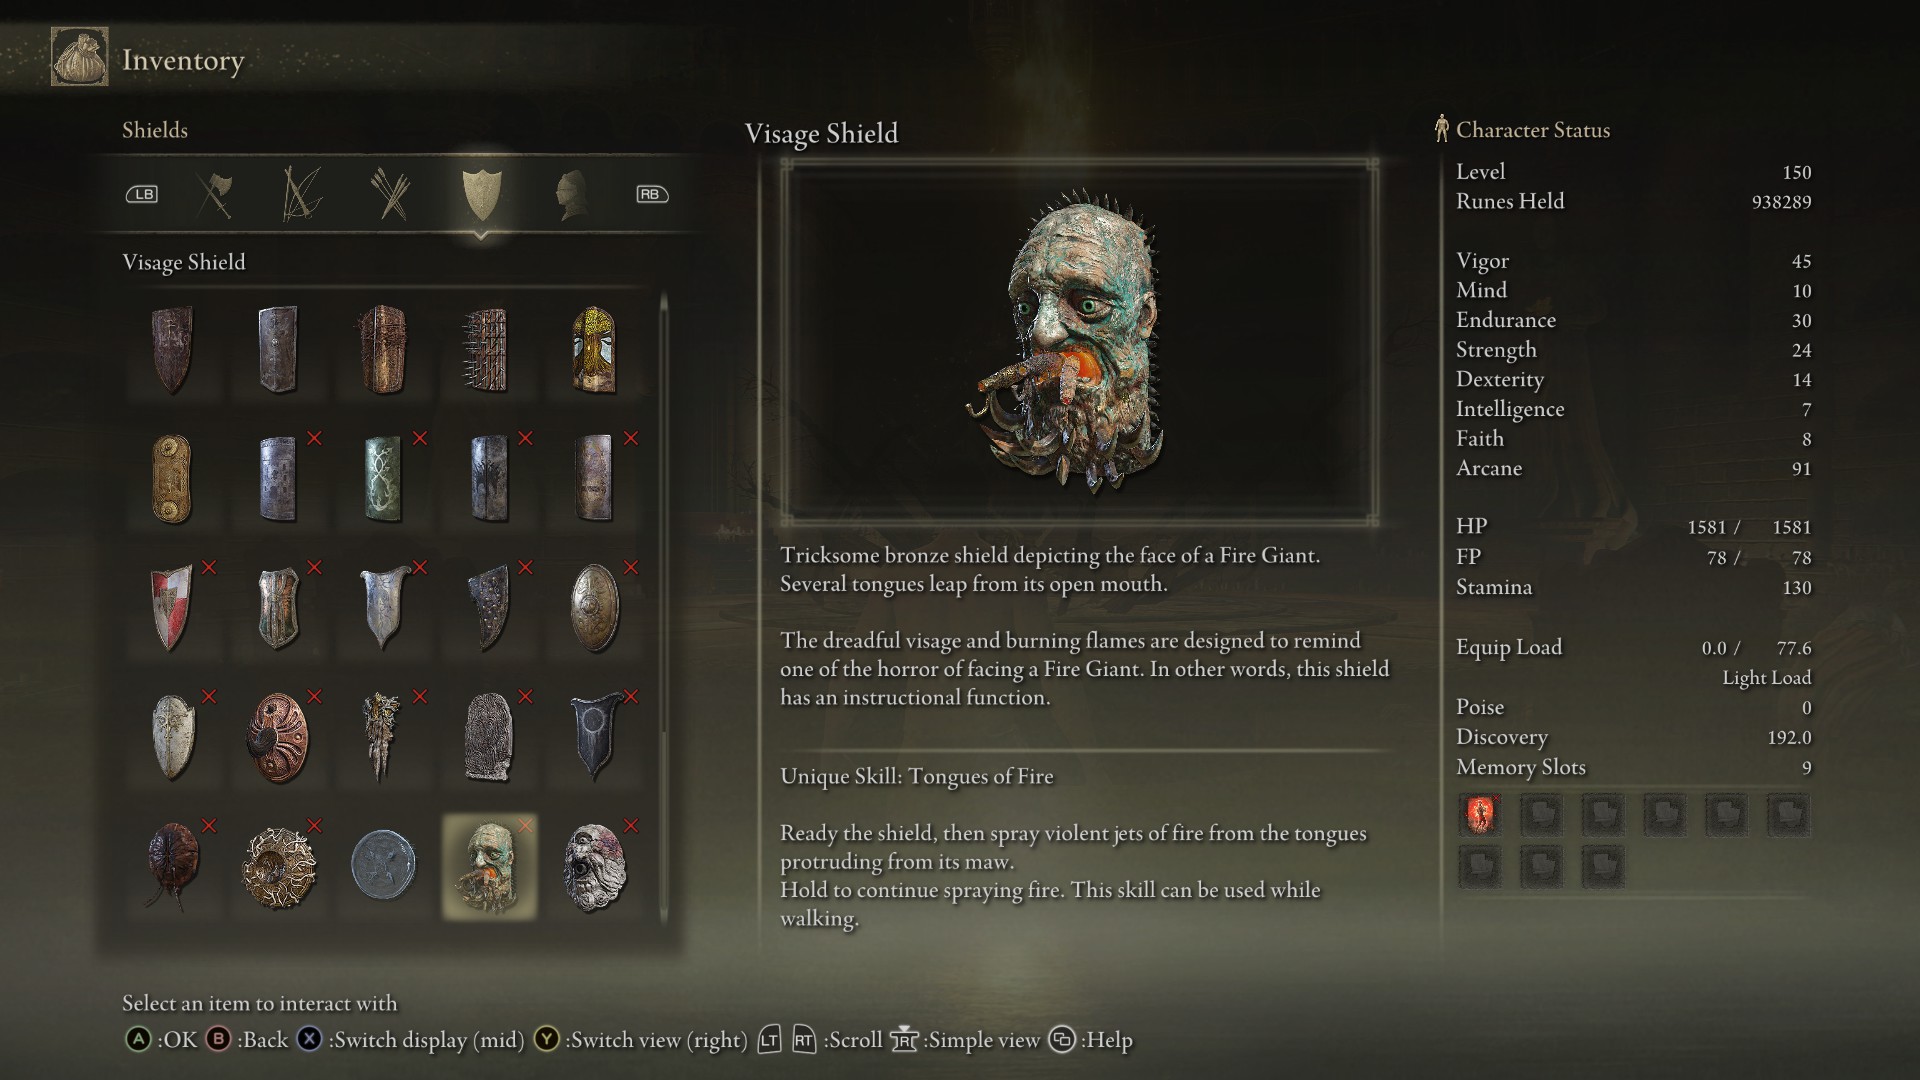 Inventory
Shields
LB
RB
Visage Shield
Visage Shield
Tricksome bronze shield depicting the face of a Fire Giant.
Several tongues leap from its open mouth.
The dreadful visage and burning flames are designed to remind
one of the horror of facing a Fire Giant. In other words, this shield
has an instructional function.
Unique Skill: Tongues of Fire
Ready the shield, then spray violent jets of fire from the tongues
protruding from its maw.
Hold to continue spraying fire. This skill can be used while
walking.
Character Status
Level 150
Runes Held 938289
Vigor 45
Mind 10
Endurance 30
Strength 24
Dexterity 14
Intelligence 7
Faith 8
Arcane 91
HP 1581 / 1581
FP 78 / 78
Stamina 130
Equip Load 0.0 / 77.6
Light Load
Poise 0
Discovery 192.0
Memory Slots 9
Select an item to interact with
A :OK B :Back X :Switch display (mid) Y :Switch view (right) LT RT :Scroll R :Simple view :Help